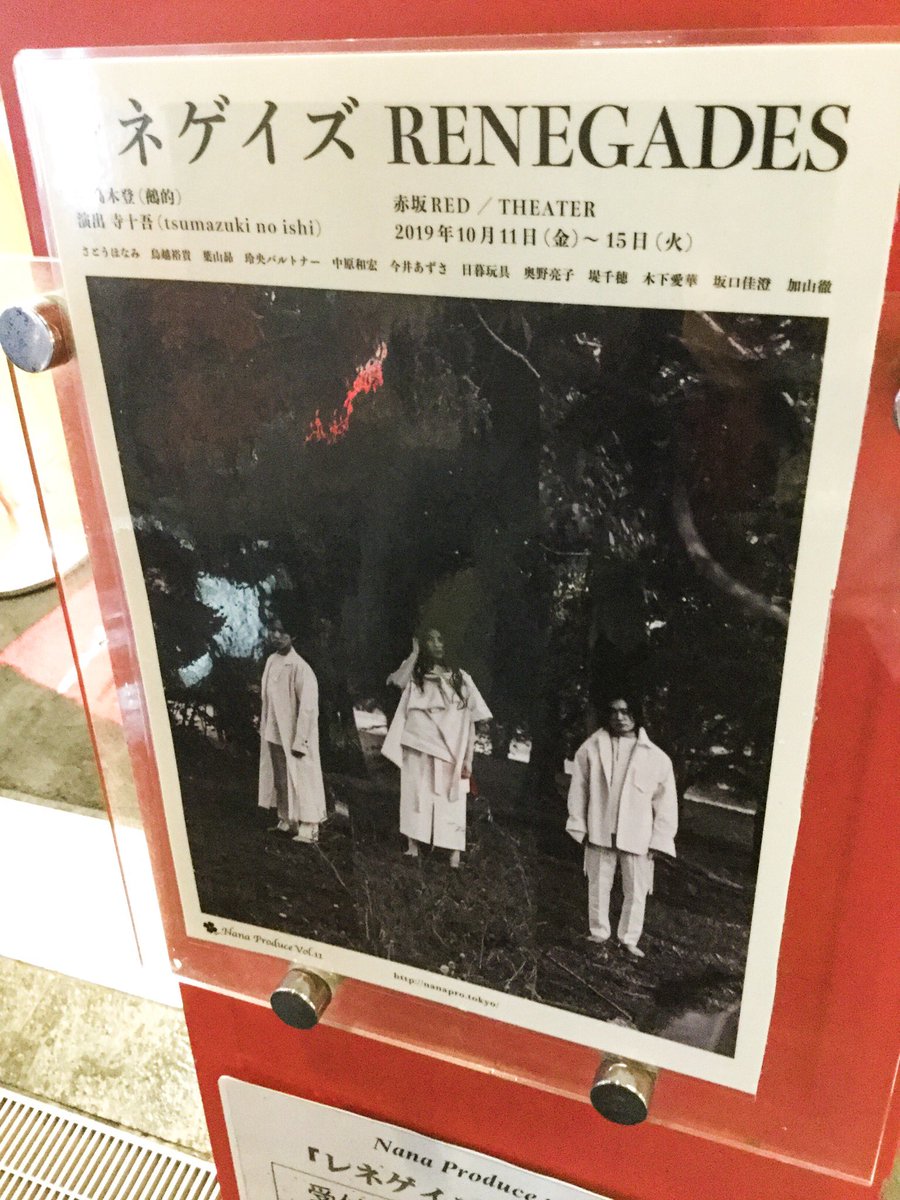 ネゲイズ RENEGADES
木登(鵺的)
演出 寺十吾(tsumazuki no ishi)
赤坂RED / THEATER
2019年10月11日(金)～15日(火)
さとうほなみ 鳥越裕貴 葉山昴 玲央バルトナー 中原和宏 今井あずさ 日暮玩具 奥野亮子 堤千穂 木下愛華 坂口佳澄 加山徹
Nana Produce Vol.11
http://nanapro.tokyo/
Nana Produce
『レネゲイ